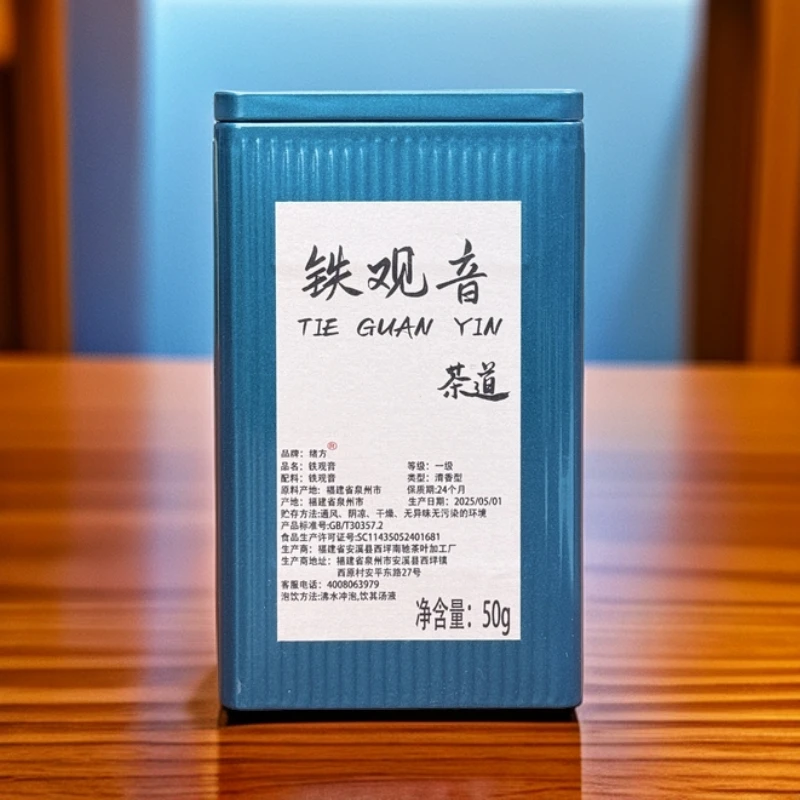 铁观音
TIE GUAN YIN
茶道
品牌：绪方®
品名：铁观音 等级：一级
配料：铁观音 类型：清香型
原料产地：福建省泉州市 保质期:24个月
产地：福建省泉州市 生产日期：2025/05/01
贮存方法:通风、阴凉、干燥、无异味无污染的环境
产品标准号:GB/T30357.2
食品生产许可证号:SC11435052401681
生产商：福建省安溪县西坪南驰茶叶加工厂
生产商地址：福建省泉州市安溪县西坪镇
西原村安平东路27号
客服电话：4008063979
泡饮方法:沸水冲泡,饮其汤液
净含量：50g